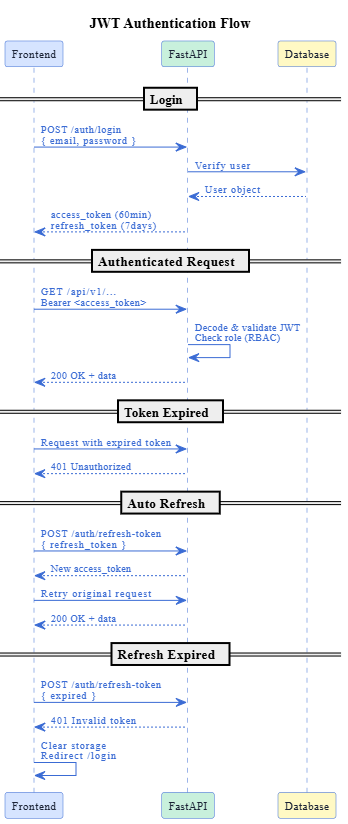 JWT Authentication Flow
Frontend
FastAPI
Database
Login
POST /auth/login
{ email, password }
Verify user
User object
access_token (60min)
refresh_token (7days)
Authenticated Request
GET /api/v1/...
Bearer <access_token>
Decode & validate JWT
Check role (RBAC)
200 OK + data
Token Expired
Request with expired token
401 Unauthorized
Auto Refresh
POST /auth/refresh-token
{ refresh_token }
New access_token
Retry original request
200 OK + data
Refresh Expired
POST /auth/refresh-token
{ expired }
401 Invalid token
Clear storage
Redirect /login
Frontend
FastAPI
Database